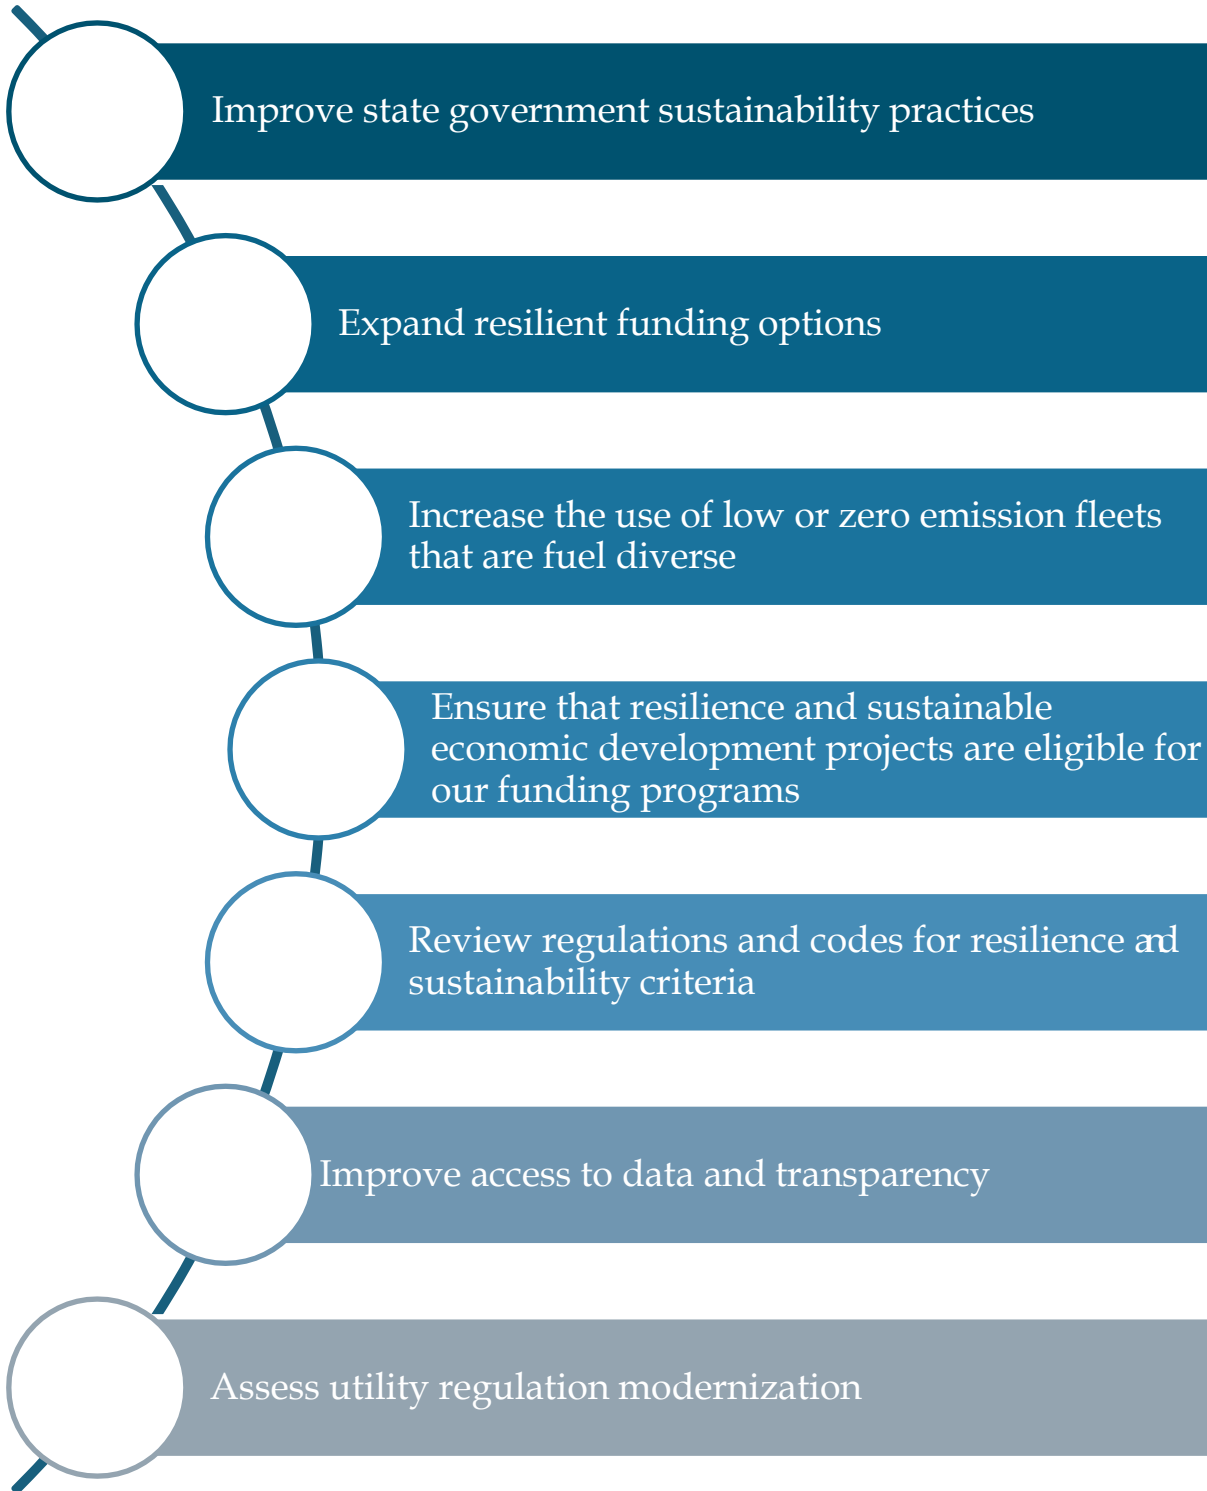 Improve state government sustainability practices
Expand resilient funding options
Increase the use of low or zero emission fleets
that are fuel diverse
Ensure that resilience and sustainable
economic development projects are eligible for
our funding programs
Review regulations and codes for resilience and
sustainability criteria
Improve access to data and transparency
Assess utility regulation modernization